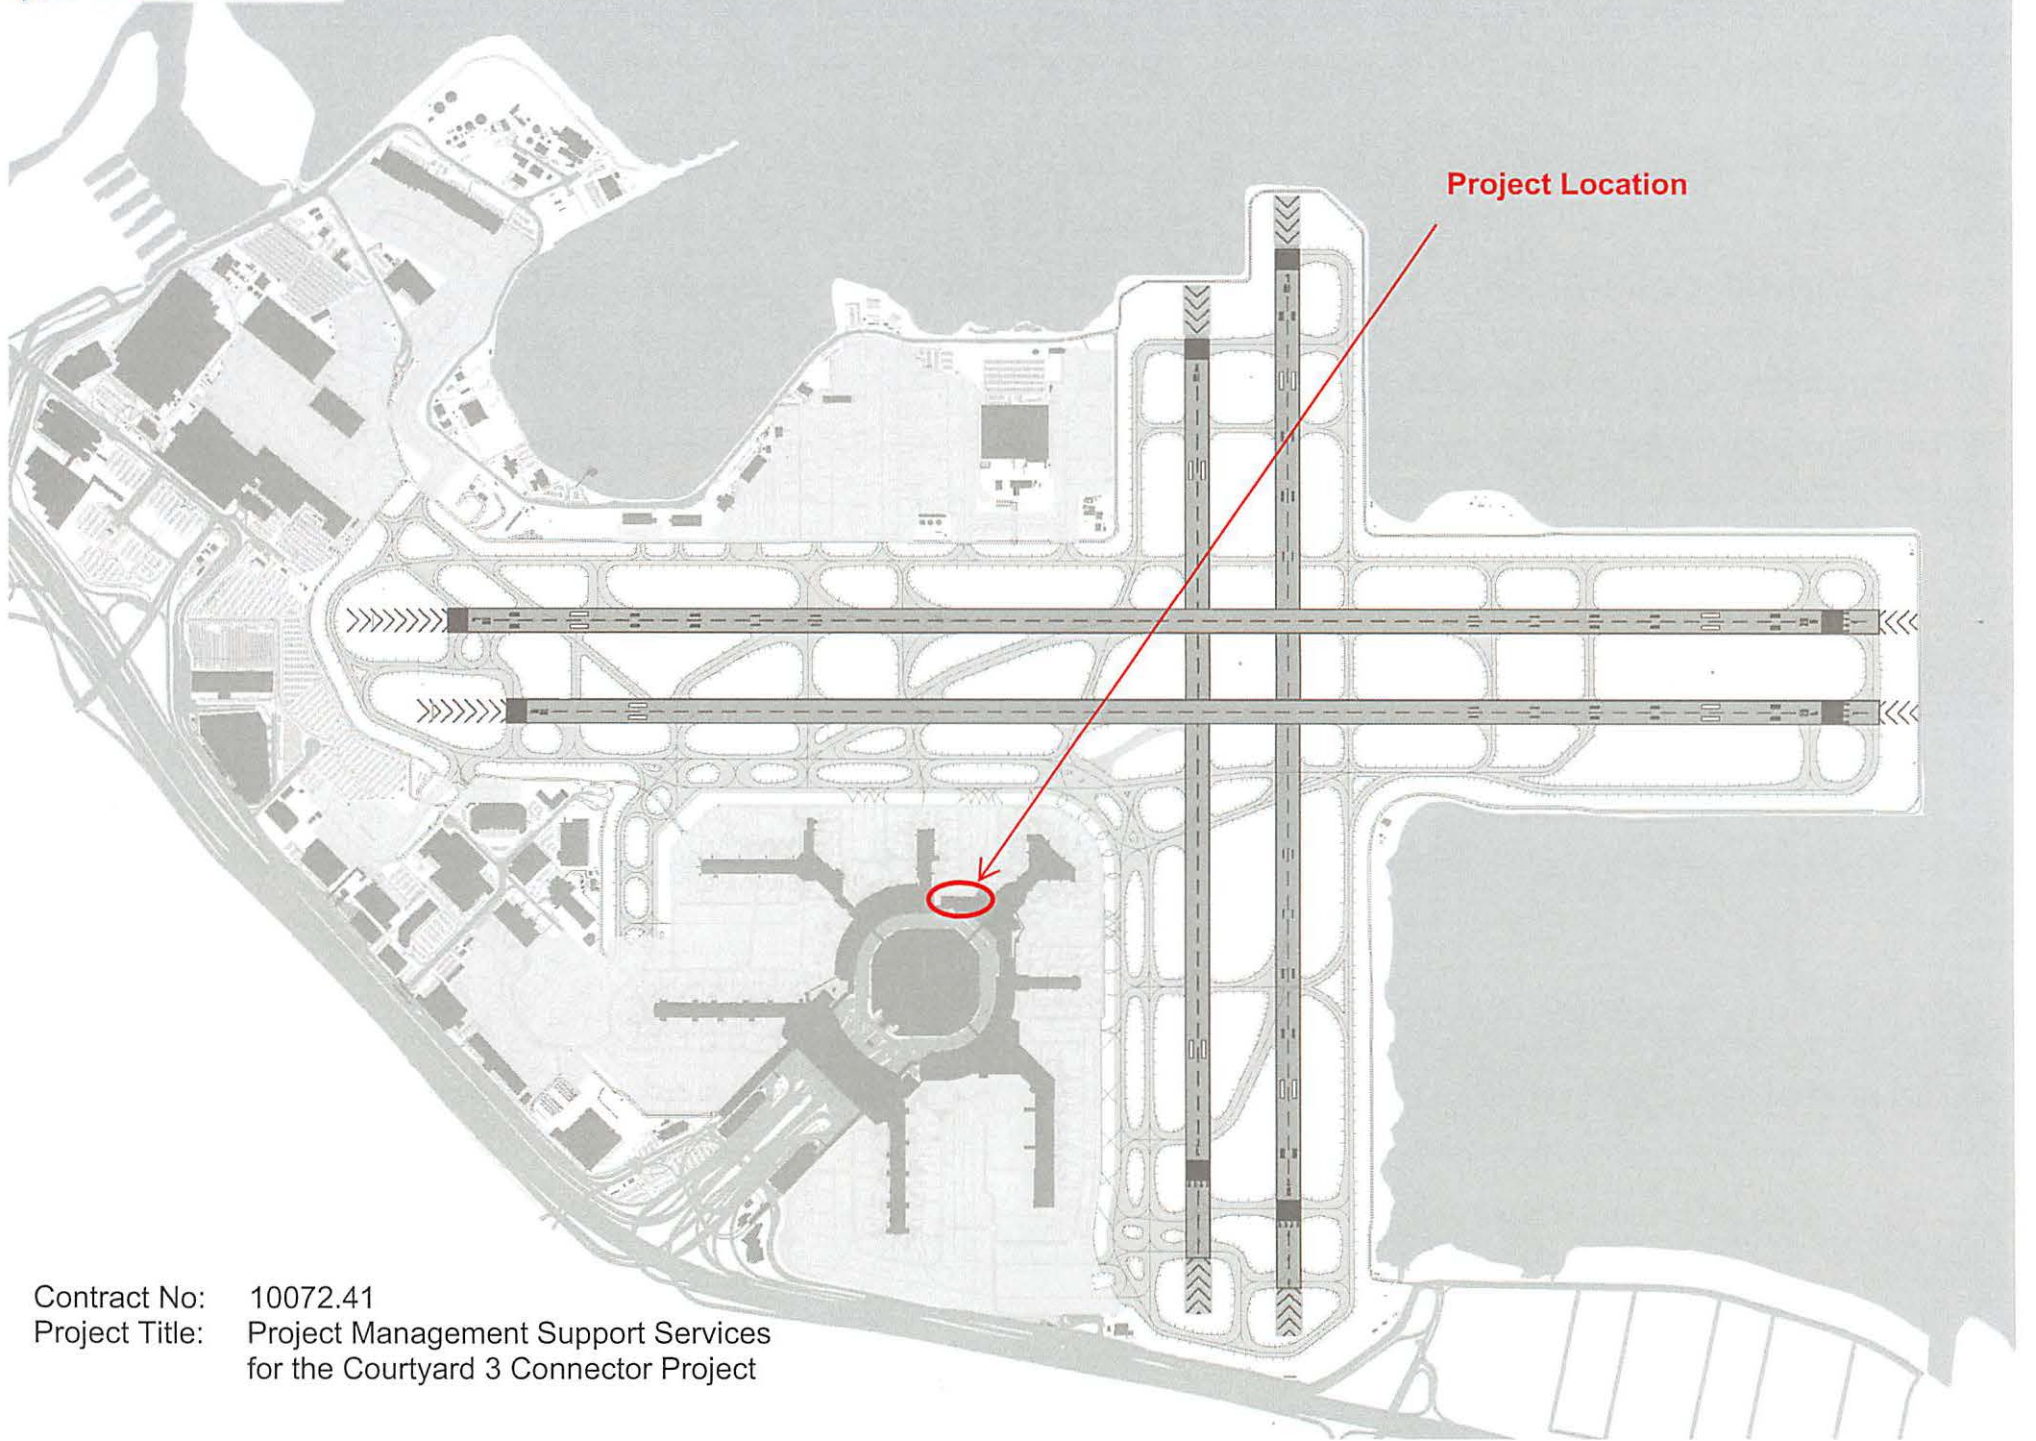 Project Location
Contract No: 10072.41
Project Title: Project Management Support Services
for the Courtyard 3 Connector Project